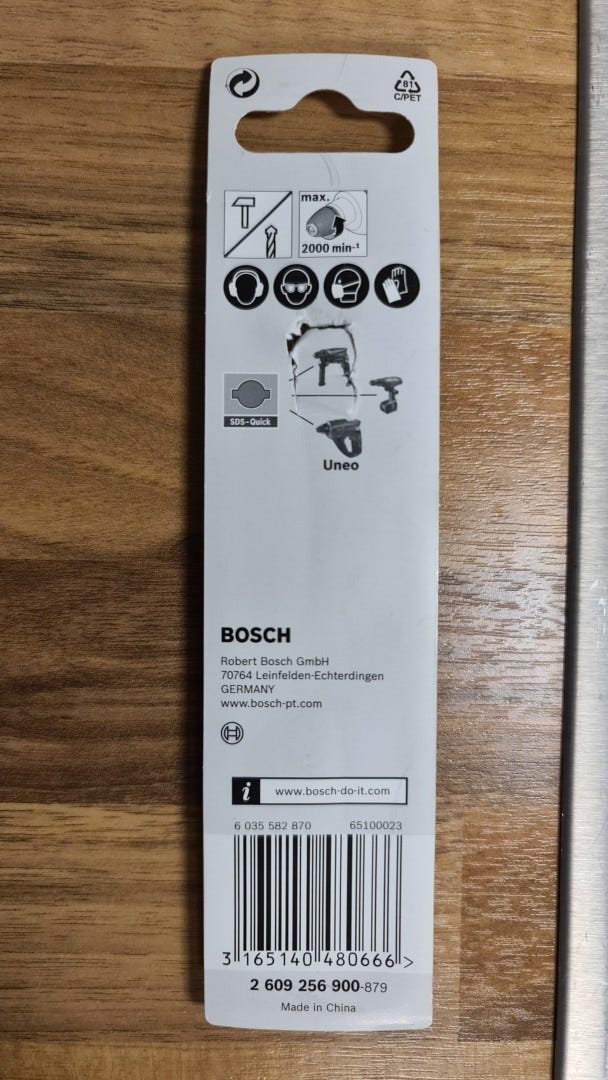 81
C/PET
max.
2000 min⁻¹
SDS-Quick
Uneo
BOSCH
Robert Bosch GmbH
70764 Leinfelden-Echterdingen
GERMANY
www.bosch-pt.com
i www.bosch-do-it.com
6 035 582 870 65100023
3 165140 480666 >
2 609 256 900-879
Made in China